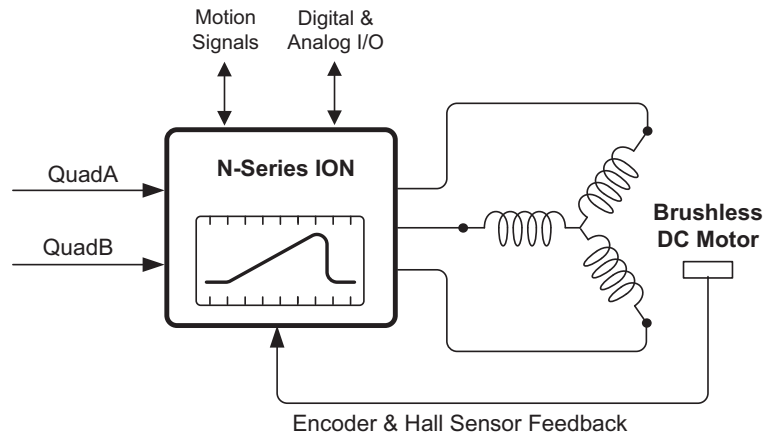 Motion
Signals
Digital &
Analog I/O
QuadA
N-Series ION
QuadB
Brushless
DC Motor
Encoder & Hall Sensor Feedback